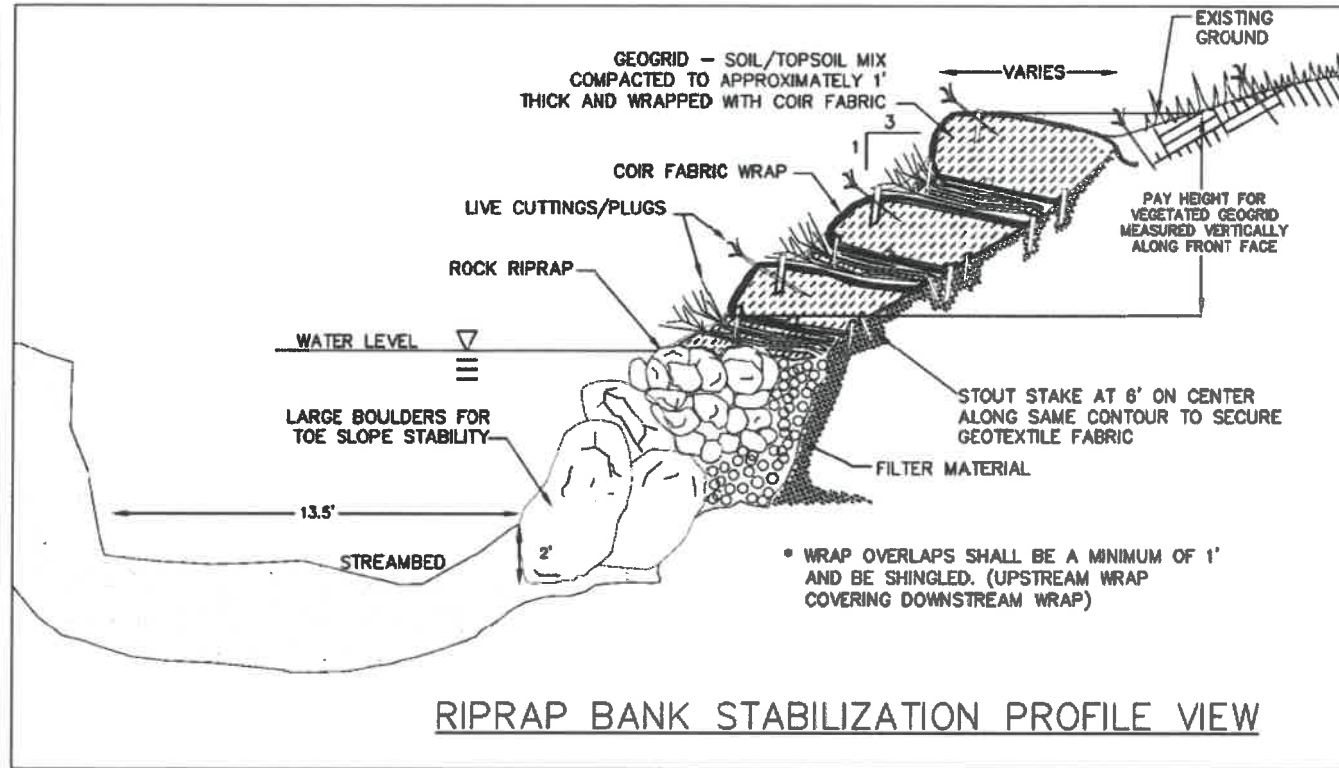 EXISTING
GROUND
GEOGRID – SOIL/TOPSOIL MIX
COMPACTED TO APPROXIMATELY 1'
THICK AND WRAPPED WITH COIR FABRIC
VARIES
3
1
COIR FABRIC WRAP
LIVE CUTTINGS/PLUGS
PAY HEIGHT FOR
VEGETATED GEOGRID
MEASURED VERTICALLY
ALONG FRONT FACE
ROCK RIPRAP
WATER LEVEL
STOUT STAKE AT 6' ON CENTER
ALONG SAME CONTOUR TO SECURE
GEOTEXTILE FABRIC
LARGE BOULDERS FOR
TOE SLOPE STABILITY
FILTER MATERIAL
13.5'
STREAMBED
2'
* WRAP OVERLAPS SHALL BE A MINIMUM OF 1'
AND BE SHINGLED. (UPSTREAM WRAP
COVERING DOWNSTREAM WRAP)
RIPRAP BANK STABILIZATION PROFILE VIEW